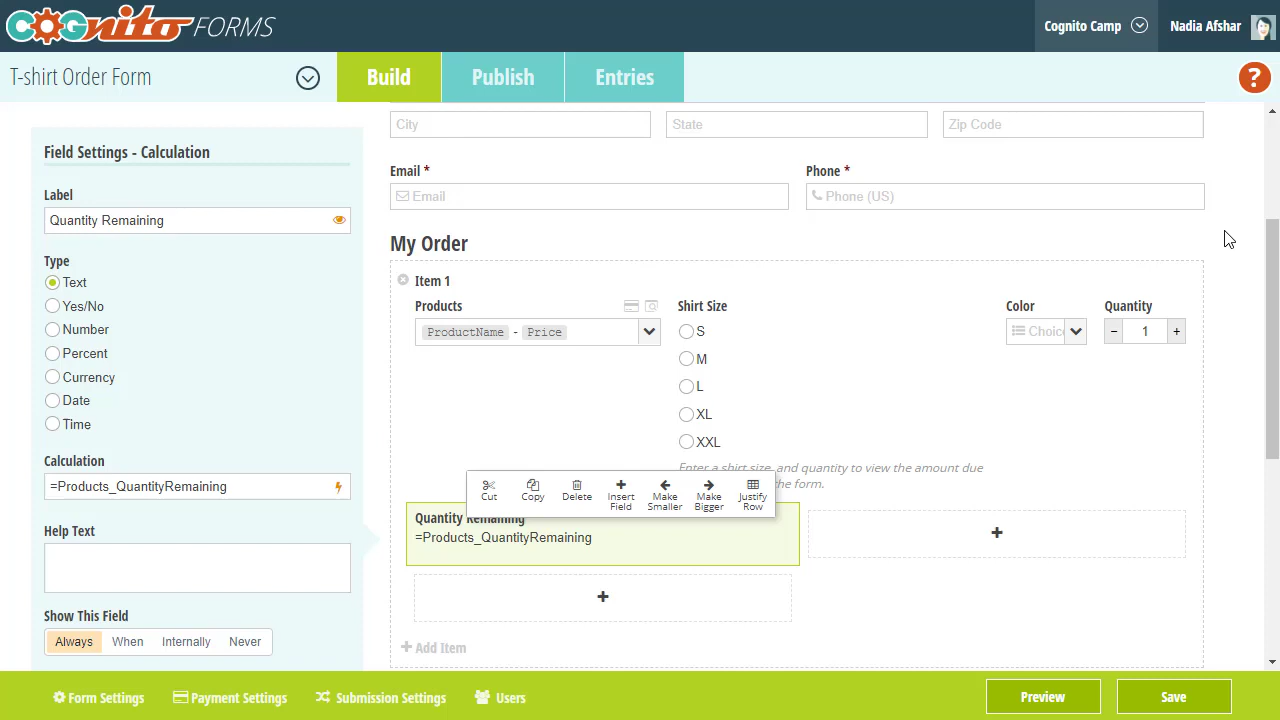 COGnito FORMS
Cognito Camp
Nadia Afshar
T-shirt Order Form
Build
Publish
Entries
?
Field Settings - Calculation
Label
Quantity Remaining
Type
Text
Yes/No
Number
Percent
Currency
Date
Time
Calculation
=Products_QuantityRemaining
Help Text
Show This Field
Always When Internally Never
City
State
Zip Code
Email *
Email
Phone *
Phone (US)
My Order
Item 1
Products
ProductName - Price
Shirt Size
S
M
L
XL
XXL
Enter a shirt size, and quantity to view the amount due
the form.
Color
Choic
Quantity
− 1 +
Cut
Copy
Delete
Insert Field
Make Smaller
Make Bigger
Justify Row
Quantity Remaining
=Products_QuantityRemaining
+
+
+ Add Item
Form Settings
Payment Settings
Submission Settings
Users
Preview
Save